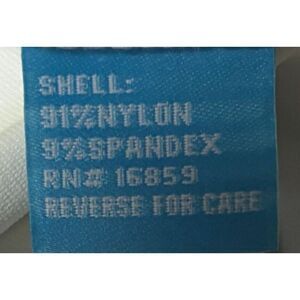 SHELL:
91%NYLON
9%SPANDEX
RN# 16859
REVERSE FOR CARE